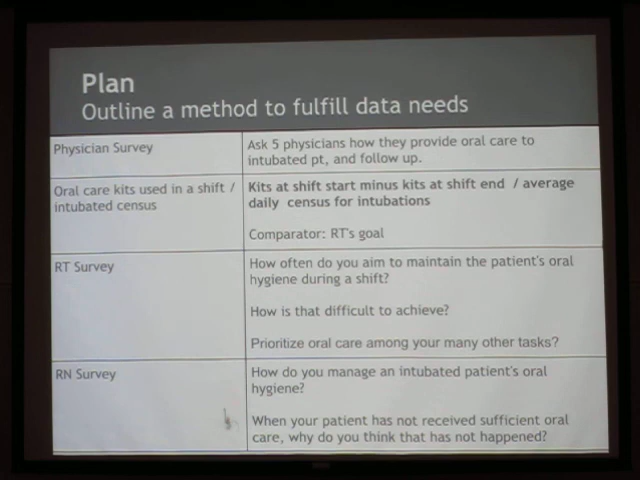 Plan
Outline a method to fulfill data needs
Physician Survey
Ask 5 physicians how they provide oral care to
intubated pt, and follow up.
Oral care kits used in a shift /
intubated census
Kits at shift start minus kits at shift end / average
daily census for intubations
Comparator: RT's goal
RT Survey
How often do you aim to maintain the patient's oral
hygiene during a shift?
How is that difficult to achieve?
Prioritize oral care among your many other tasks?
RN Survey
How do you manage an intubated patient's oral
hygiene?
When your patient has not received sufficient oral
care, why do you think that has not happened?